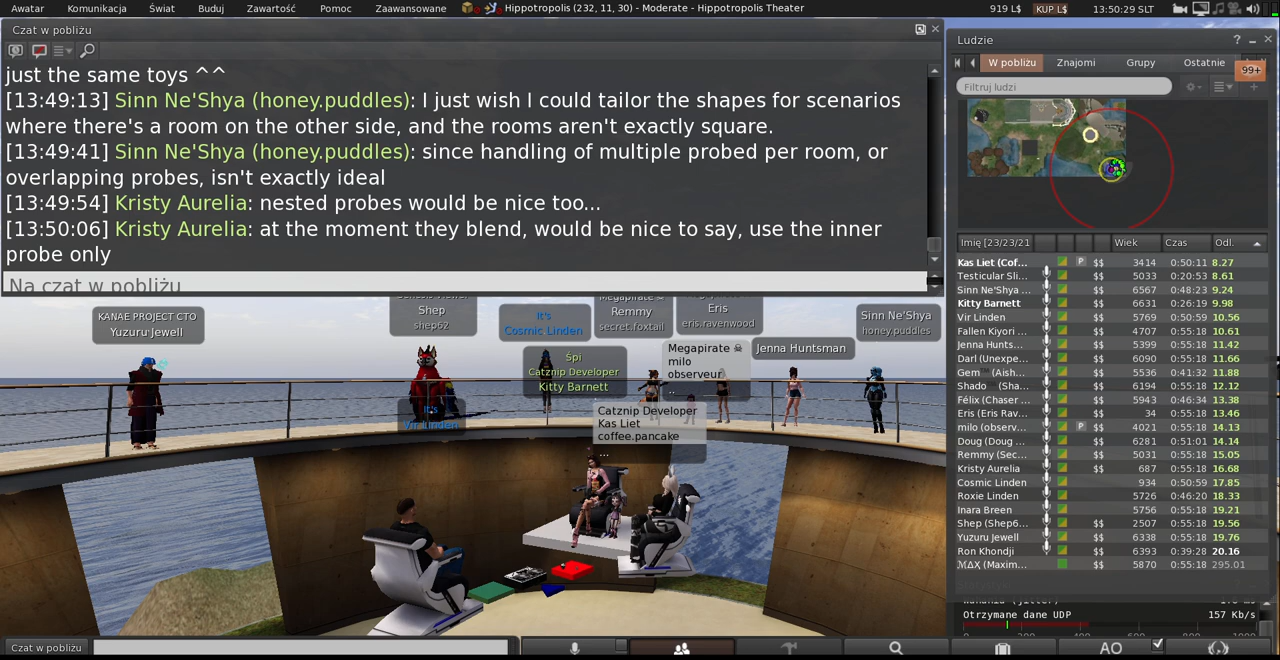 Awatar Komunikacja Świat Buduj Zawartość Pomoc Zaawansowane Hippotropolis (232, 11, 30) - Moderate - Hippotropolis Theater 919 L$ KUP L$ 13:50:29 SLT
Czat w pobliżu
just the same toys ^^
[13:49:13] Sinn Ne'Shya (honey.puddles): I just wish I could tailor the shapes for scenarios
where there's a room on the other side, and the rooms aren't exactly square.
[13:49:41] Sinn Ne'Shya (honey.puddles): since handling of multiple probed per room, or
overlapping probes, isn't exactly ideal
[13:49:54] Kristy Aurelia: nested probes would be nice too...
[13:50:06] Kristy Aurelia: at the moment they blend, would be nice to say, use the inner
probe only
Na czat w pobliżu
KANAE PROJECT CTO
Yuzuru Jewell
Shep
shep62
It's
Cosmic Linden
Megapirate ☠
Remmy
secret.foxtail
Eris
eris.ravenwood
Sinn Ne'Shya
honey.puddles
Śpi
Catznip Developer
Kitty Barnett
Megapirate ☠
milo
observeur
..
Jenna Huntsman
It's
Vir Linden
Catznip Developer
Kas Liet
coffee.pancake
...
Ludzie
? _ ×
W pobliżu Znajomi Grupy Ostatnie
99+
Filtruj ludzi
Imię [23/23/21 Wiek Czas Odl.
Kas Liet (Cof... P $$ 3414 0:50:11 8.27
Testicular Sli... $$ 5033 0:20:53 8.61
Sinn Ne'Shya ... $$ 6567 0:48:23 9.24
Kitty Barnett $$ 6631 0:26:19 9.98
Vir Linden $$ 5769 0:50:59 10.56
Fallen Kiyori ... $$ 4707 0:55:18 10.61
Jenna Hunts... $$ 5399 0:55:18 11.42
Darl (Unexpe... $$ 6090 0:55:18 11.66
Gem™ (Aish... $$ 5536 0:41:32 11.88
Shado (Sha... $$ 6194 0:55:18 12.12
Félix (Chaser ... $$ 5943 0:46:34 13.38
Eris (Eris Rav... $$ 34 0:55:18 13.46
milo (observ... P $$ 4021 0:55:18 14.13
Doug (Doug ... $$ 6281 0:51:01 14.14
Remmy (Sec... $$ 5031 0:55:18 15.05
Kristy Aurelia $$ 687 0:55:18 16.68
Cosmic Linden 934 0:50:59 17.85
Roxie Linden 5726 0:46:20 18.33
Inara Breen 5756 0:55:18 19.21
Shep (Shep6... $$ 2507 0:55:18 19.56
Yuzuru Jewell $$ 6338 0:55:18 19.76
Ron Khondji $$ 6393 0:39:28 20.16
ℳΔX (Maxim... $$ 5870 0:55:18 295.01
Otrzymane dane UDP 157 Kb/s
Czat w pobliżu
AO